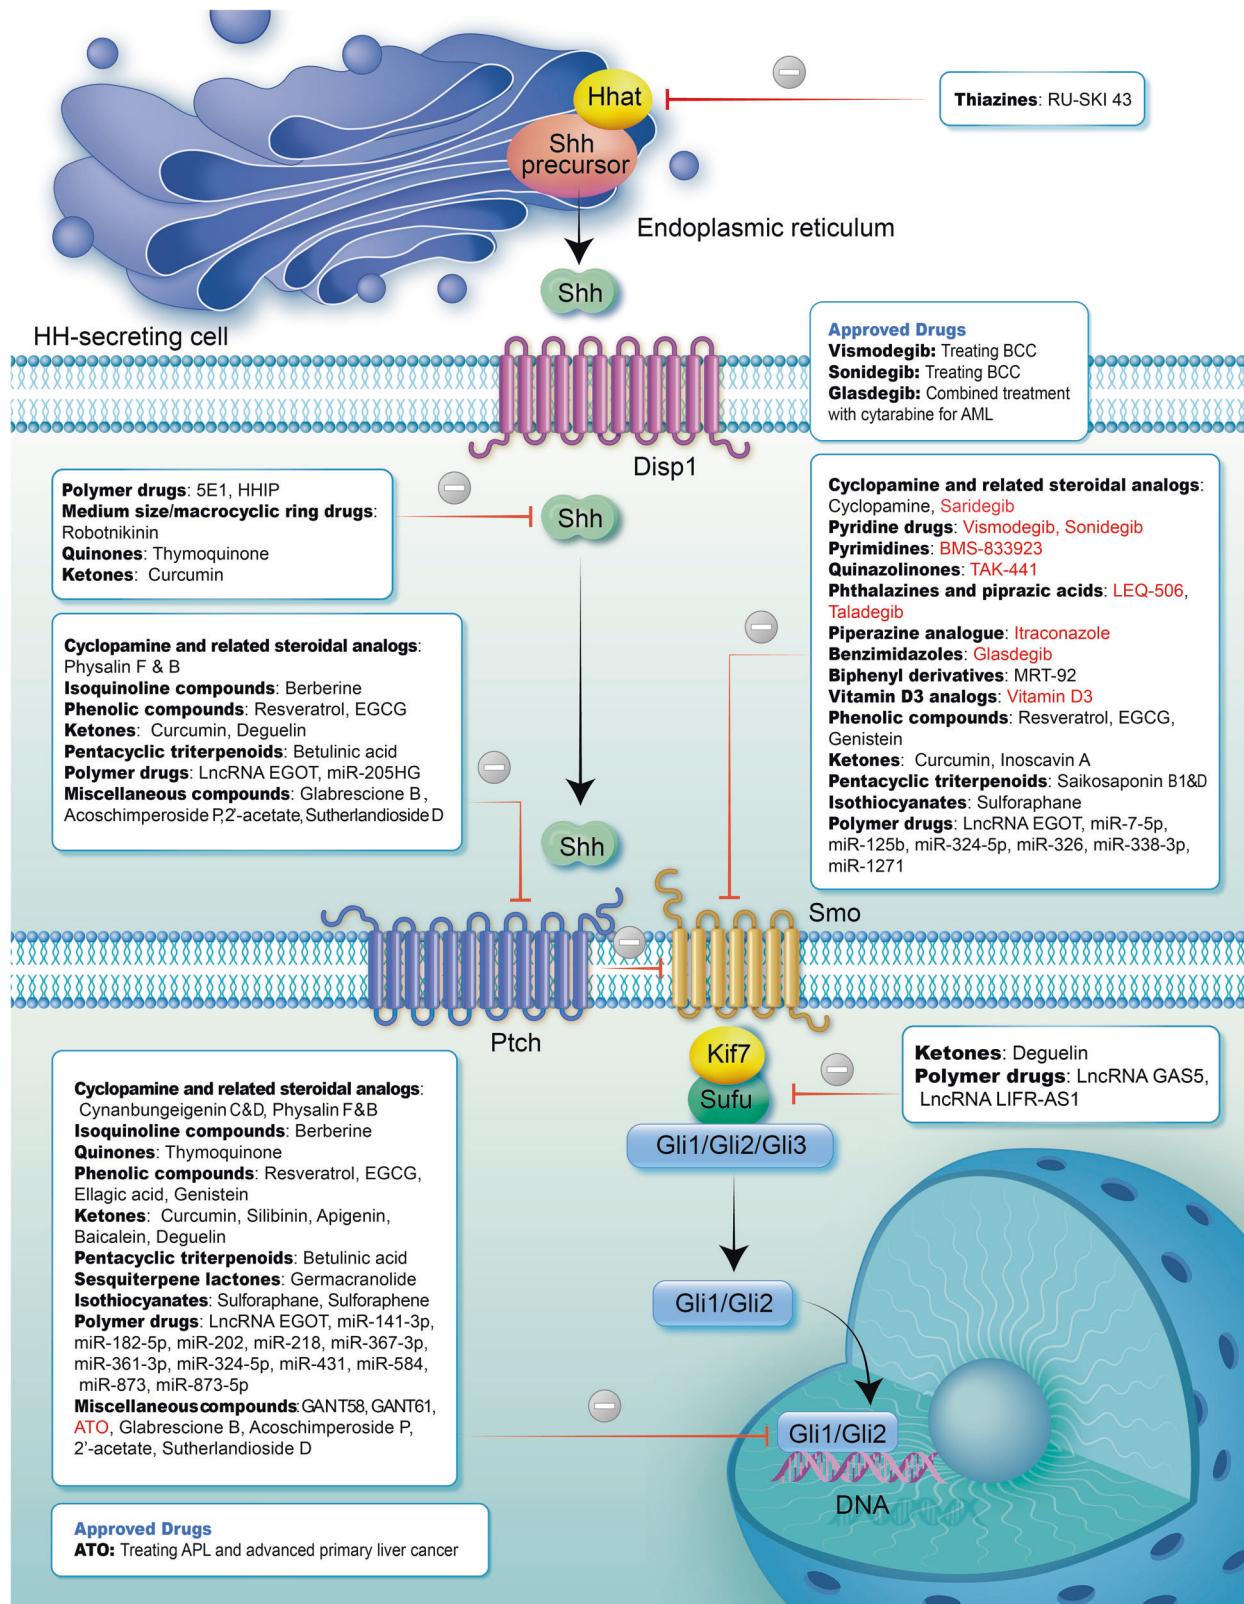 Hhat
Thiazines: RU-SKI 43
Shh
precursor
Endoplasmic reticulum
Shh
HH-secreting cell
Approved Drugs
Vismodegib: Treating BCC
Sonidegib: Treating BCC
Glasdegib: Combined treatment
with cytarabine for AML
Disp1
Polymer drugs: 5E1, HHIP
Medium size/macrocyclic ring drugs:
Robotnikinin
Quinones: Thymoquinone
Ketones: Curcumin
Shh
Cyclopamine and related steroidal analogs:
Cyclopamine, Saridegib
Pyridine drugs: Vismodegib, Sonidegib
Pyrimidines: BMS-833923
Quinazolinones: TAK-441
Phthalazines and piprazic acids: LEQ-506,
Taladegib
Piperazine analogue: Itraconazole
Benzimidazoles: Glasdegib
Biphenyl derivatives: MRT-92
Vitamin D3 analogs: Vitamin D3
Phenolic compounds: Resveratrol, EGCG,
Genistein
Ketones: Curcumin, Inoscavin A
Pentacyclic triterpenoids: Saikosaponin B1&D
Isothiocyanates: Sulforaphane
Polymer drugs: LncRNA EGOT, miR-7-5p,
miR-125b, miR-324-5p, miR-326, miR-338-3p,
miR-1271
Cyclopamine and related steroidal analogs:
Physalin F & B
Isoquinoline compounds: Berberine
Phenolic compounds: Resveratrol, EGCG
Ketones: Curcumin, Deguelin
Pentacyclic triterpenoids: Betulinic acid
Polymer drugs: LncRNA EGOT, miR-205HG
Miscellaneous compounds: Glabrescione B,
Acoschimperoside P,2'-acetate, Sutherlandioside D
Shh
Smo
Ptch
Kif7
Sufu
Gli1/Gli2/Gli3
Ketones: Deguelin
Polymer drugs: LncRNA GAS5,
LncRNA LIFR-AS1
Cyclopamine and related steroidal analogs:
Cynanbungeigenin C&D, Physalin F&B
Isoquinoline compounds: Berberine
Quinones: Thymoquinone
Phenolic compounds: Resveratrol, EGCG,
Ellagic acid, Genistein
Ketones: Curcumin, Silibinin, Apigenin,
Baicalein, Deguelin
Pentacyclic triterpenoids: Betulinic acid
Sesquiterpene lactones: Germacranolide
Isothiocyanates: Sulforaphane, Sulforaphene
Polymer drugs: LncRNA EGOT, miR-141-3p,
miR-182-5p, miR-202, miR-218, miR-367-3p,
miR-361-3p, miR-324-5p, miR-431, miR-584,
miR-873, miR-873-5p
Miscellaneous compounds: GANT58, GANT61,
ATO, Glabrescione B, Acoschimperoside P,
2'-acetate, Sutherlandioside D
Gli1/Gli2
Gli1/Gli2
DNA
Approved Drugs
ATO: Treating APL and advanced primary liver cancer